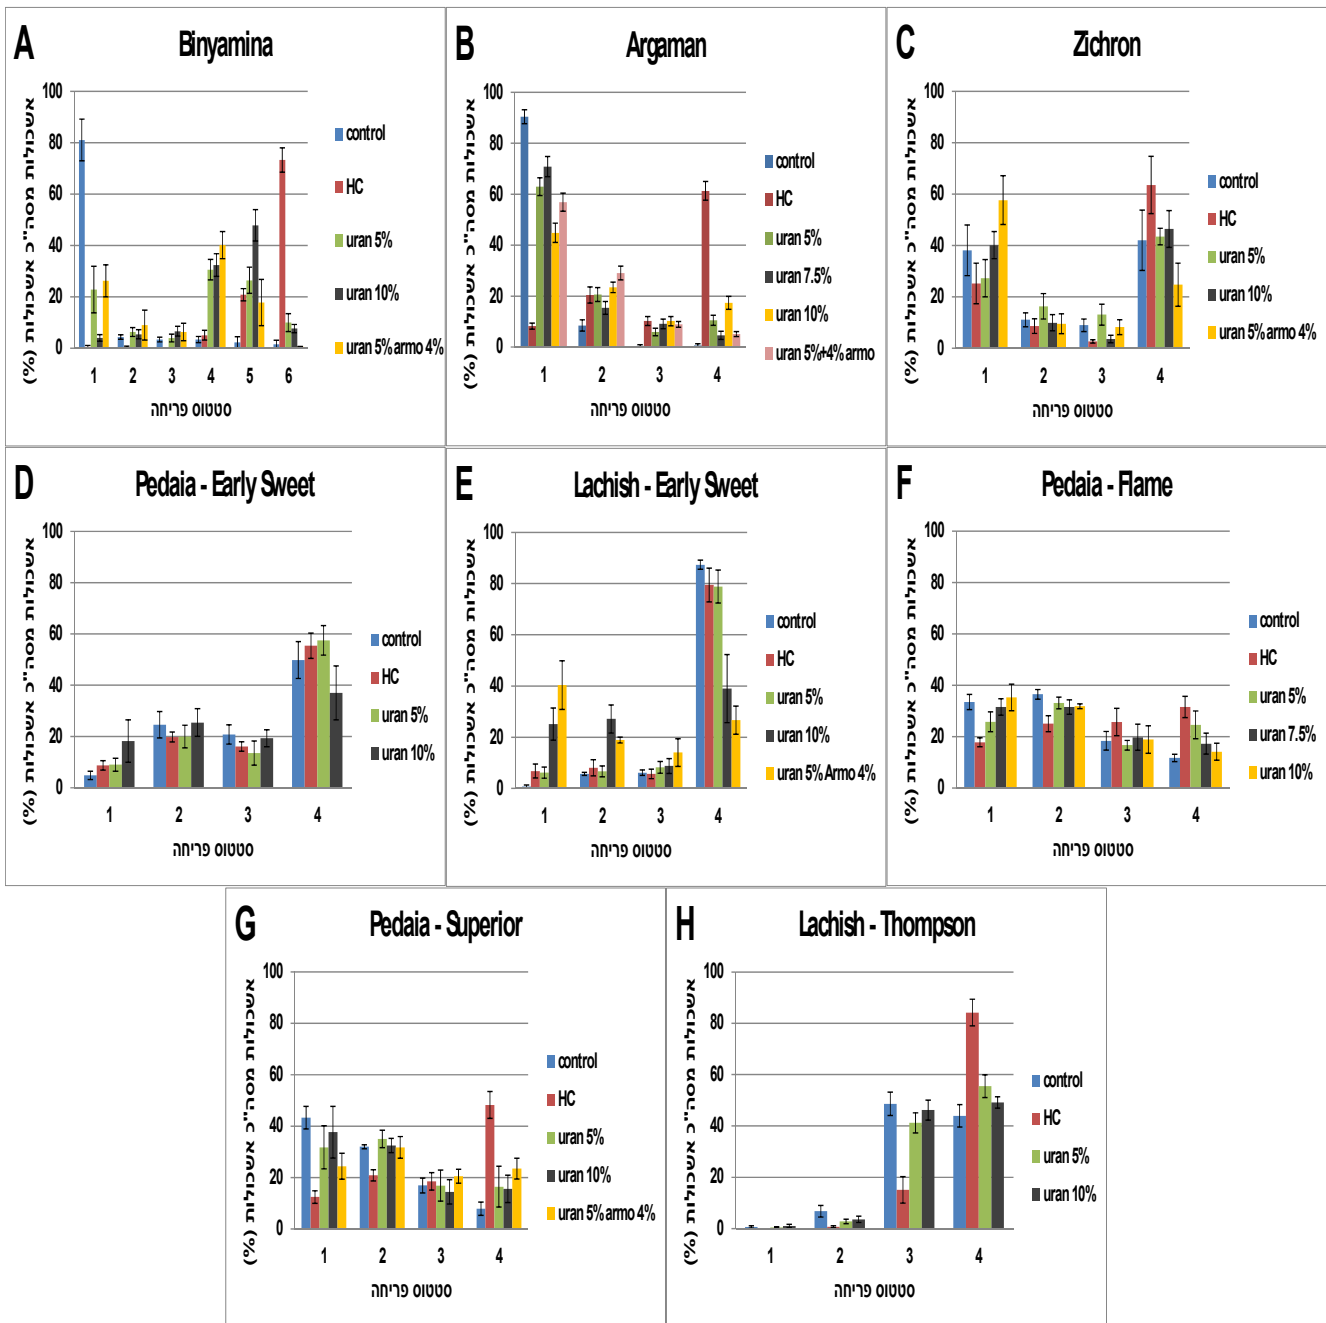 A
Binyamina
אשכולות מסה"כ אשכולות (%)
100
80
60
40
20
0
1 2 3 4 5 6
סטטוס פריחה
control
HC
uran 5%
uran 10%
uran 5% armo 4%
B
Argaman
אשכולות מסה"כ אשכולות (%)
100
80
60
40
20
0
1 2 3 4
סטטוס פריחה
control
HC
uran 5%
uran 7.5%
uran 10%
uran 5%+4% armo
C
Zichron
אשכולות מסה"כ אשכולות (%)
100
80
60
40
20
0
1 2 3 4
סטטוס פריחה
control
HC
uran 5%
uran 10%
uran 5% armo 4%
D
Pedaia - Early Sweet
אשכולות מסה"כ אשכולות (%)
100
80
60
40
20
0
1 2 3 4
סטטוס פריחה
control
HC
uran 5%
uran 10%
E
Lachish - Early Sweet
אשכולות מסה"כ אשכולות (%)
100
80
60
40
20
0
1 2 3 4
סטטוס פריחה
control
HC
uran 5%
uran 10%
uran 5% Armo 4%
F
Pedaia - Flame
אשכולות מסה"כ אשכולות (%)
100
80
60
40
20
0
1 2 3 4
סטטוס פריחה
control
HC
uran 5%
uran 7.5%
uran 10%
G
Pedaia - Superior
אשכולות מסה"כ אשכולות (%)
100
80
60
40
20
0
1 2 3 4
סטטוס פריחה
control
HC
uran 5%
uran 10%
uran 5% armo 4%
H
Lachish - Thompson
אשכולות מסה"כ אשכולות (%)
100
80
60
40
20
0
1 2 3 4
סטטוס פריחה
control
HC
uran 5%
uran 10%